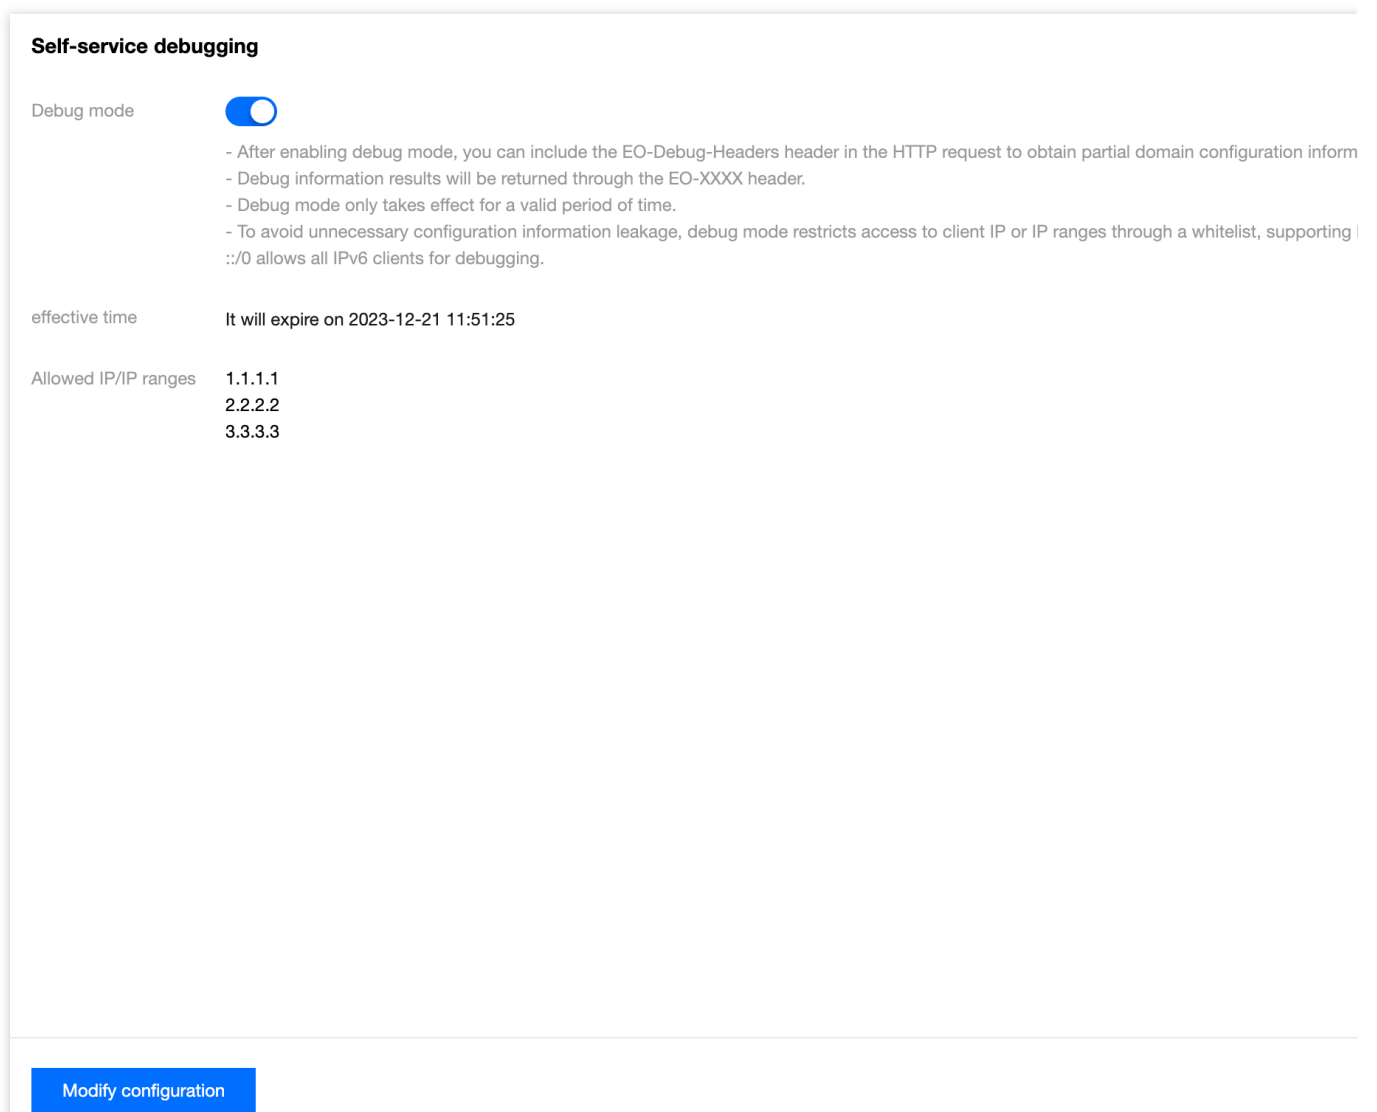 Self-service debugging
Debug mode
- After enabling debug mode, you can include the EO-Debug-Headers header in the HTTP request to obtain partial domain configuration inform
- Debug information results will be returned through the EO-XXXX header.
- Debug mode only takes effect for a valid period of time.
- To avoid unnecessary configuration information leakage, debug mode restricts access to client IP or IP ranges through a whitelist, supporting
::/0 allows all IPv6 clients for debugging.
effective time It will expire on 2023-12-21 11:51:25
Allowed IP/IP ranges 1.1.1.1
2.2.2.2
3.3.3.3
Modify configuration